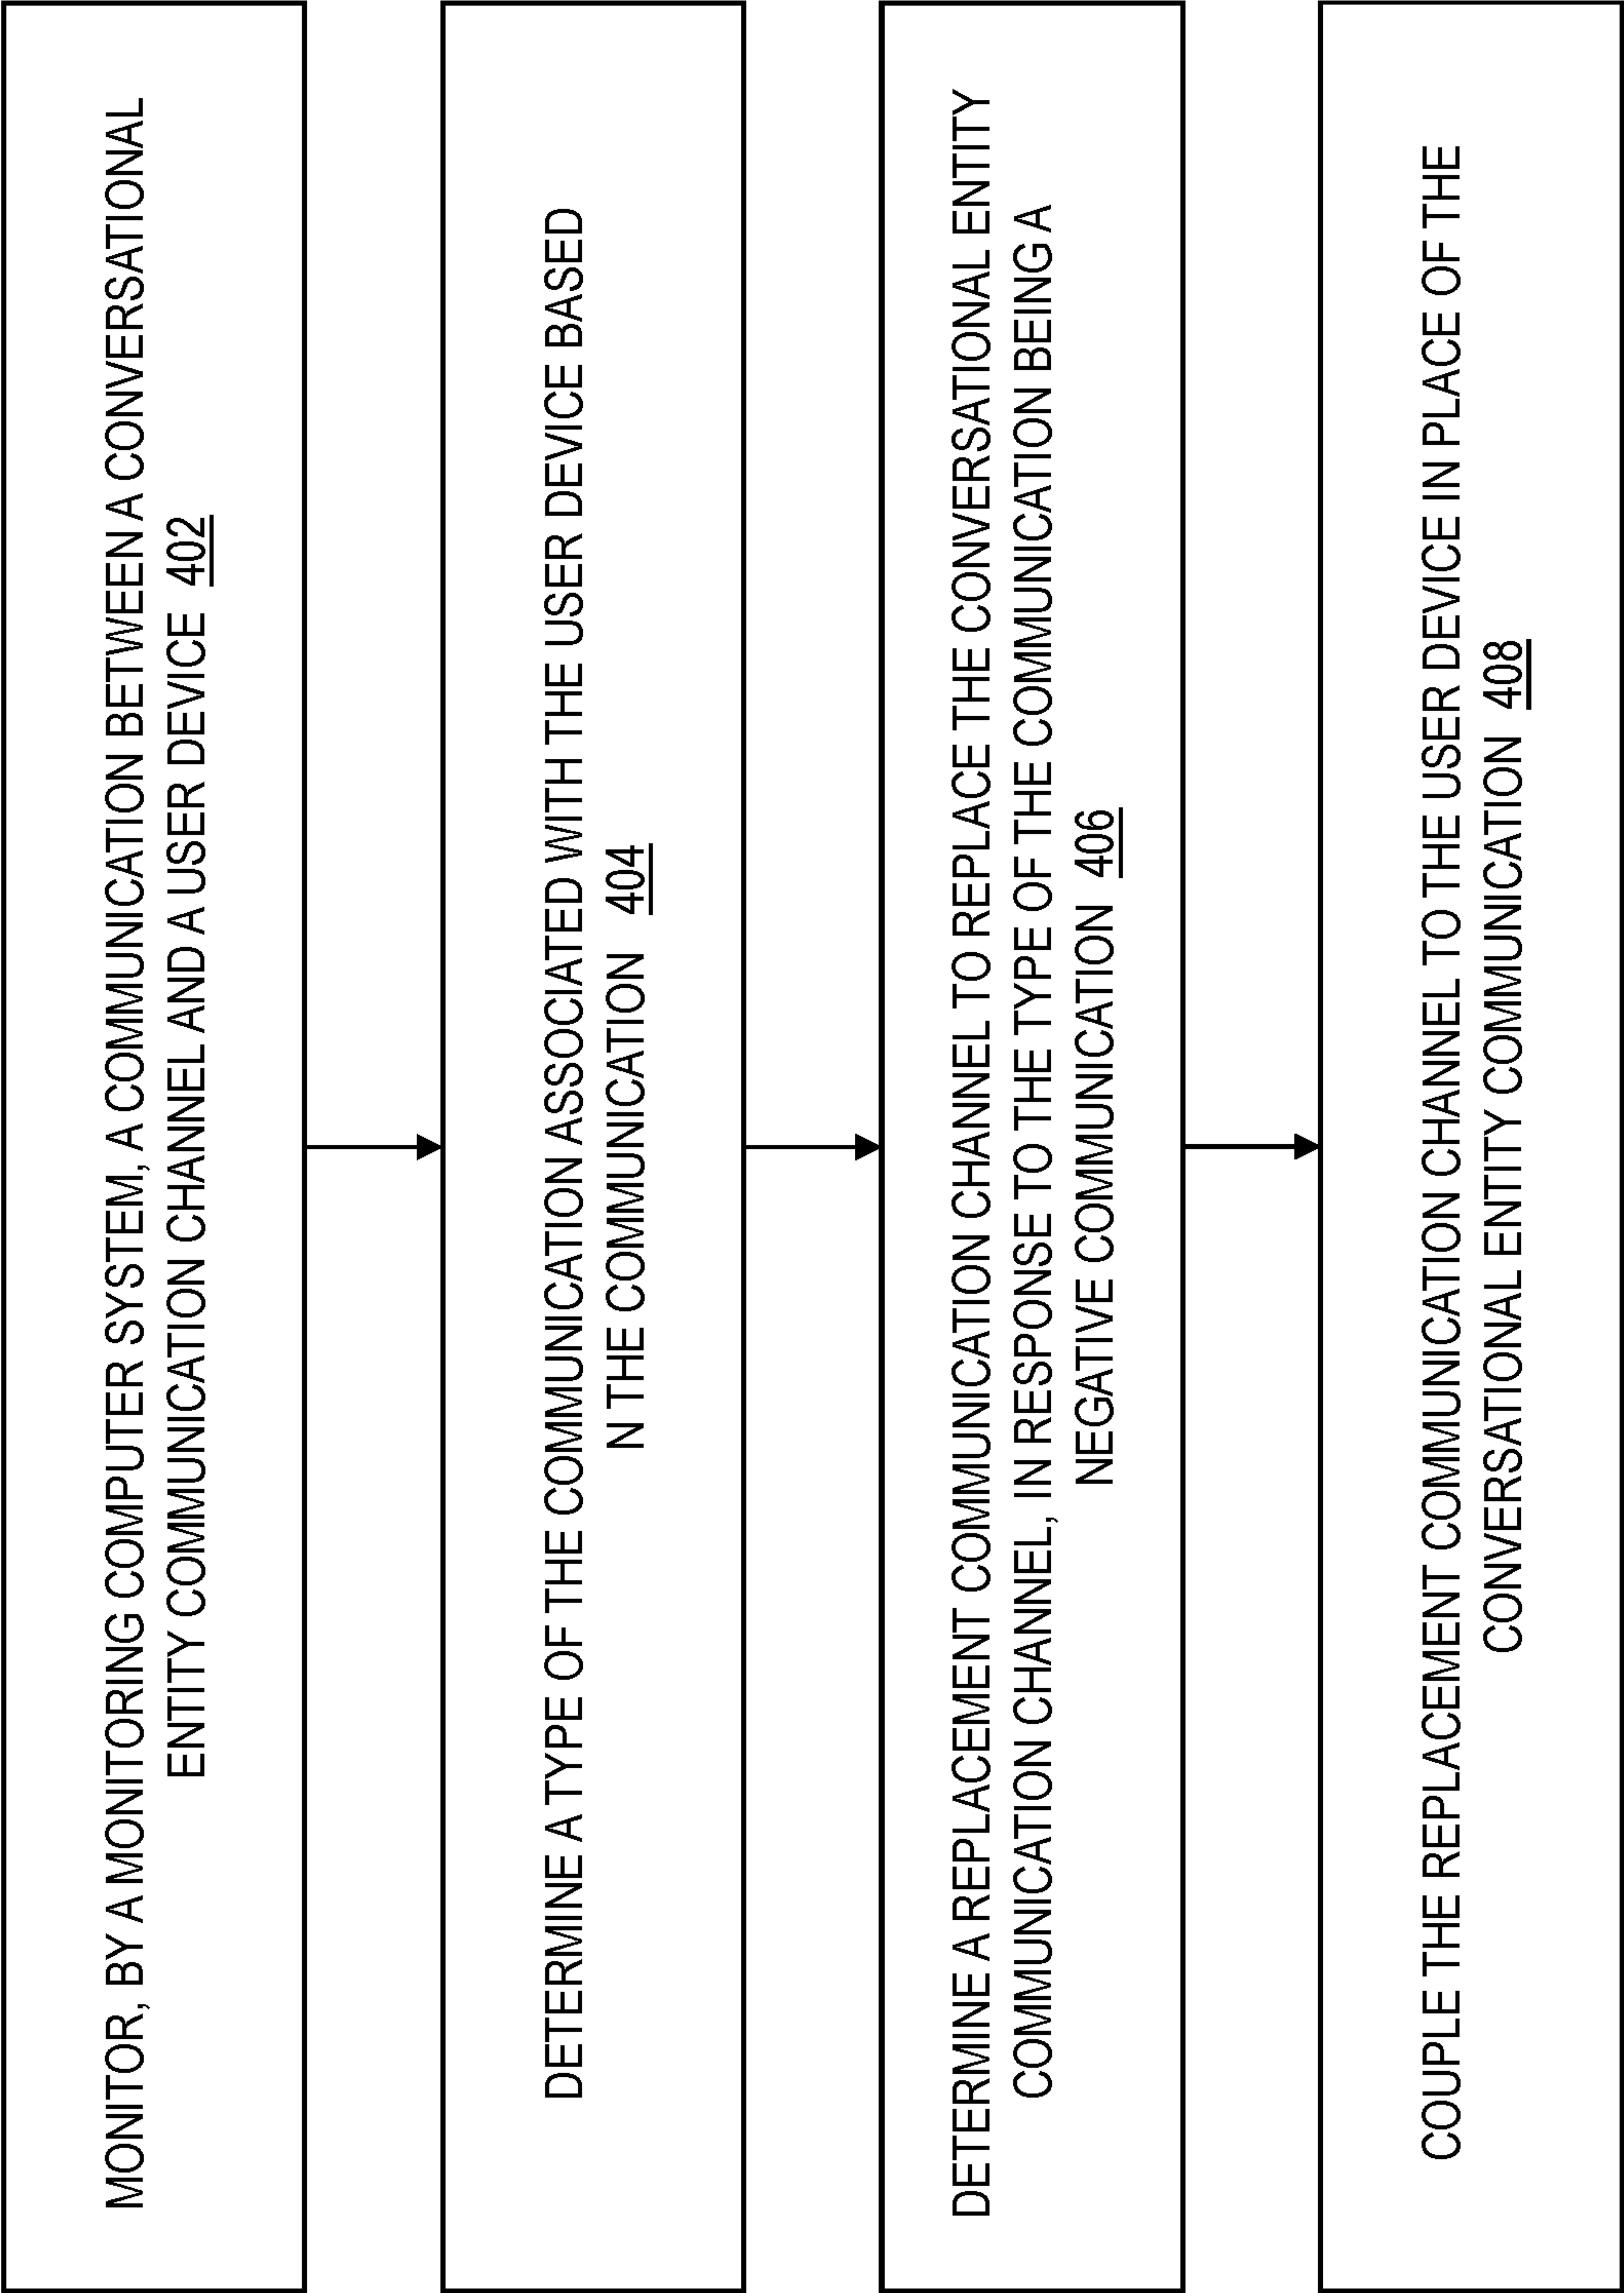 MONITOR, BY A MONITORING COMPUTER SYSTEM, A COMMUNICATION BETWEEN A CONVERSATIONAL
ENTITY COMMUNICATION CHANNEL AND A USER DEVICE 402
DETERMINE A TYPE OF THE COMMUNICATION ASSOCIATED WITH THE USER DEVICE BASED
N THE COMMUNICATION 404
DETERMINE A REPLACEMENT COMMUNICATION CHANNEL TO REPLACE THE CONVERSATIONAL ENTITY
COMMUNICATION CHANNEL, IN RESPONSE TO THE TYPE OF THE COMMUNICATION BEING A
NEGATIVE COMMUNICATION 406
COUPLE THE REPLACEMENT COMMUNICATION CHANNEL TO THE USER DEVICE IN PLACE OF THE
CONVERSATIONAL ENTITY COMMUNICATION 408